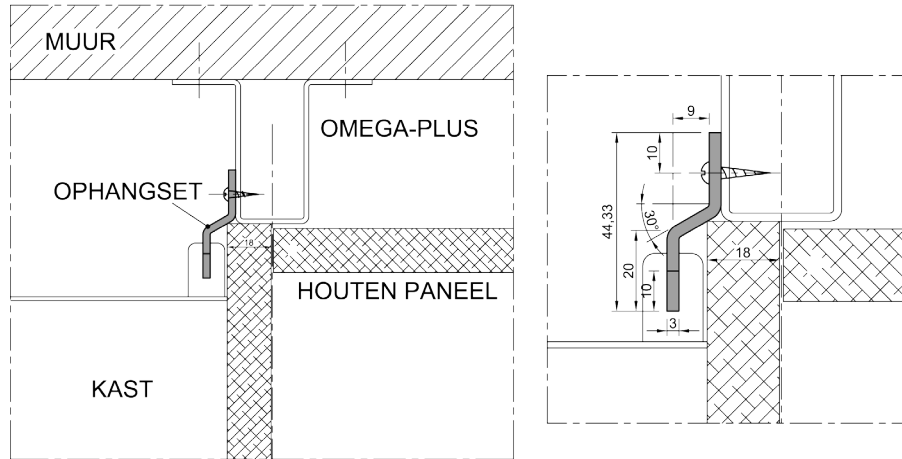 MUUR
OMEGA-PLUS
OPHANGSET
18
HOUTEN PANEEL
KAST
9
10
44,33
30°
20
18
10
3